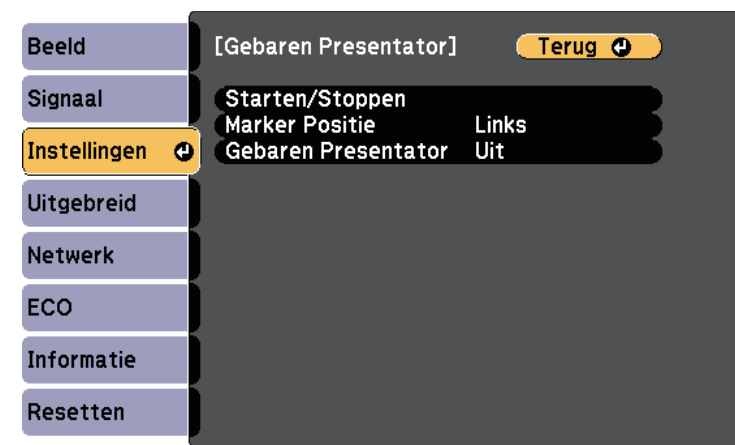 Beeld
Signaal
Instellingen
Uitgebreid
Netwerk
ECO
Informatie
Resetten
[Gebaren Presentator] Terug
Starten/Stoppen
Marker Positie Links
Gebaren Presentator Uit